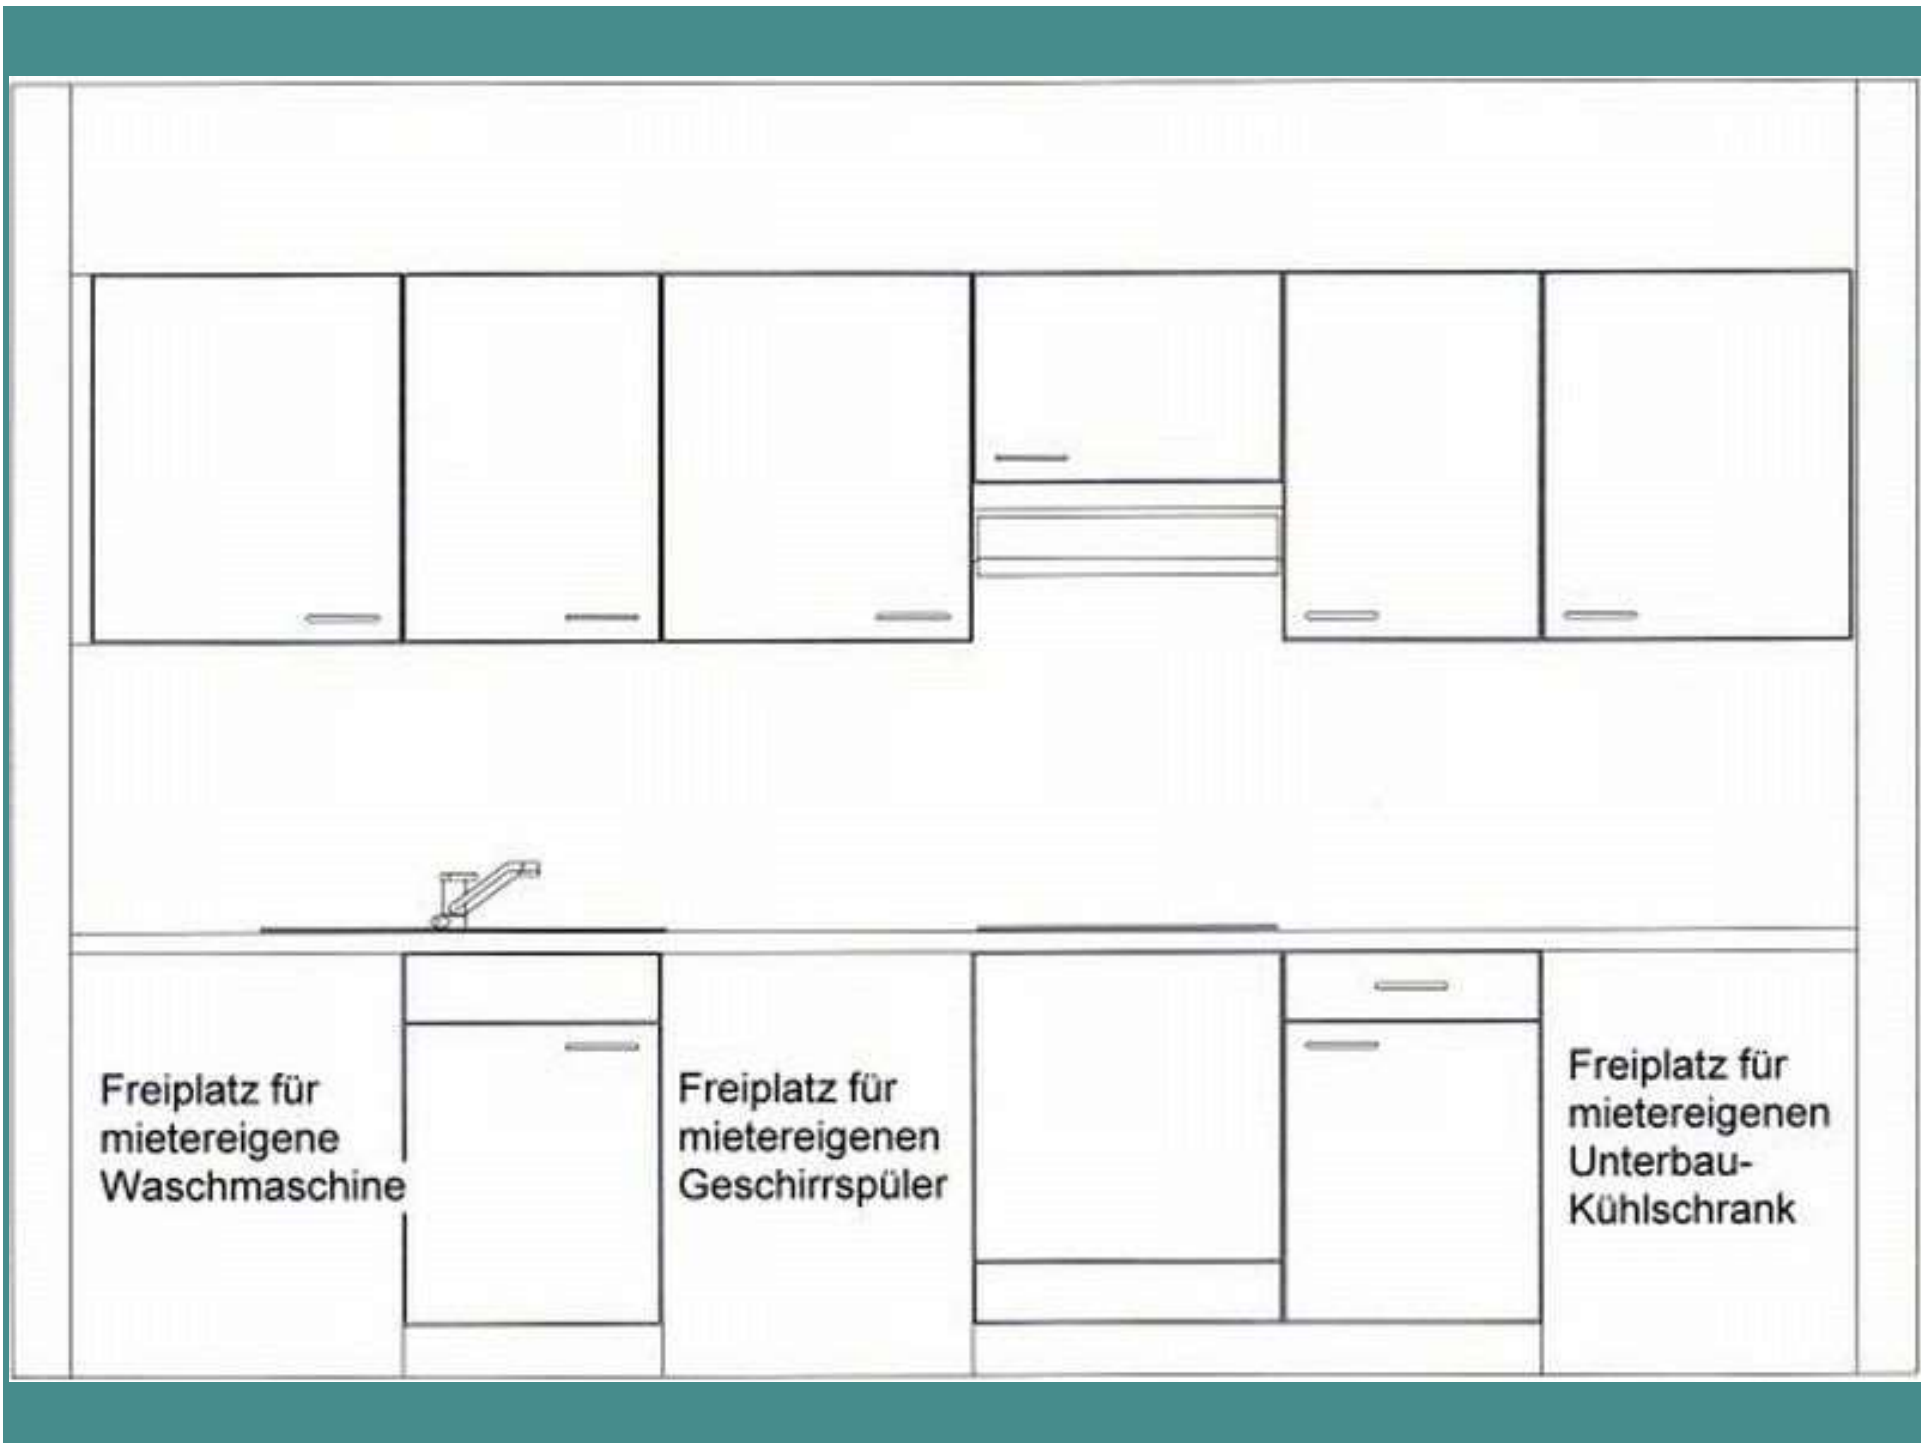 Freiplatz für
mietereigene
Waschmaschine
Freiplatz für
mietereigenen
Geschirrspüler
Freiplatz für
mietereigenen
Unterbau-
Kühlschrank